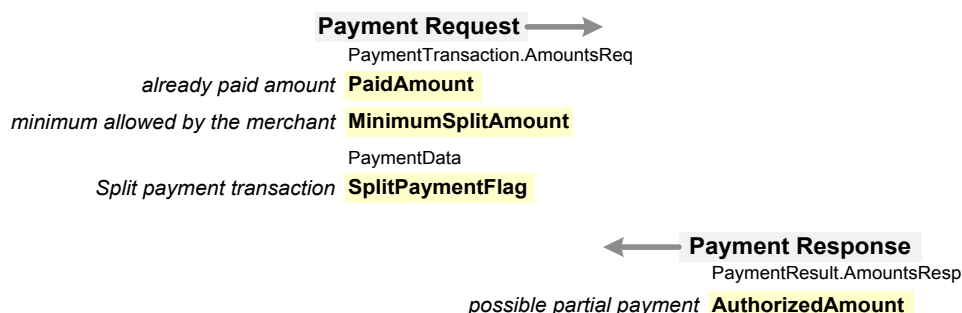 Payment Request
PaymentTransaction.AmountsReq
already paid amount PaidAmount
minimum allowed by the merchant MinimumSplitAmount
PaymentData
Split payment transaction SplitPaymentFlag
Payment Response
PaymentResult.AmountsResp
possible partial payment AuthorizedAmount